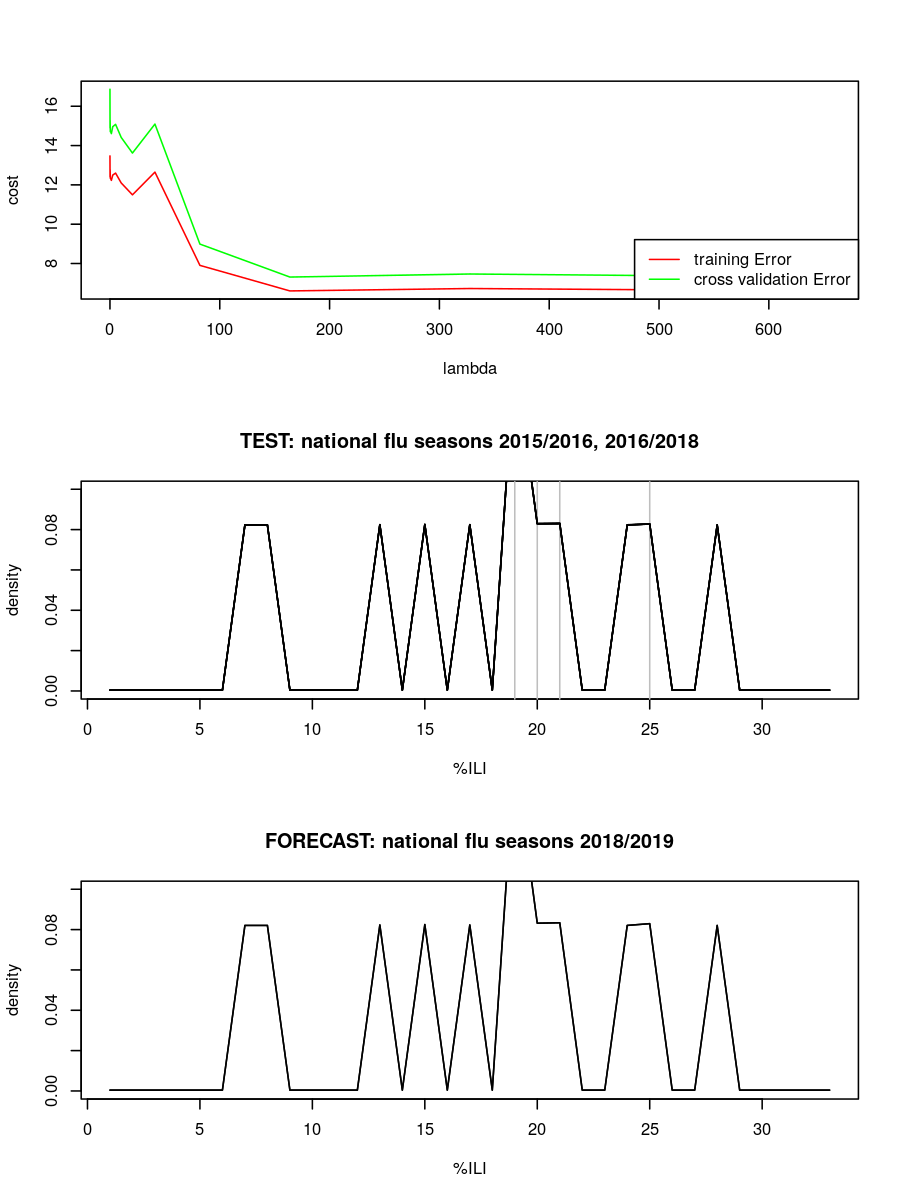 16
14
12
10
8
cost
training Error
cross validation Error
0 100 200 300 400 500 600
lambda
TEST: national flu seasons 2015/2016, 2016/2018
0.08
0.04
0.00
density
0 5 10 15 20 25 30
%ILI
FORECAST: national flu seasons 2018/2019
0.08
0.04
0.00
density
0 5 10 15 20 25 30
%ILI